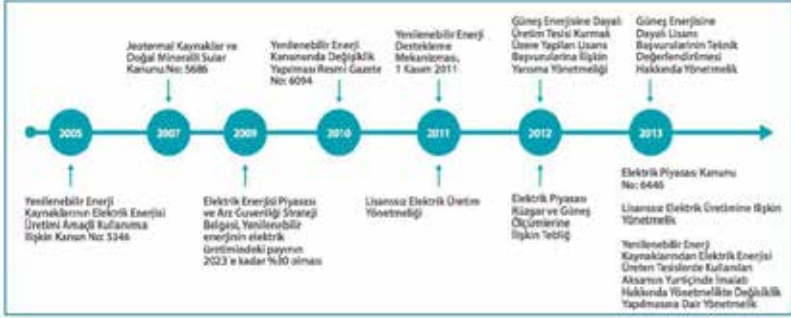 Jeotermal Kaynaklar ve
Doğal Mineralli Sular
Kanunu No: 5686
Yenilenebilir Enerji
Kanununda Değişiklik
Yapılması Resmi Gazete
No: 6094
Yenilenebilir Enerji
Destekleme
Mekanizması,
1 Kasım 2011
Güneş Enerjisine Dayalı
Üretim Tesisi Kurmak
Üzere Yapılan Lisans
Başvurularına İlişkin
Yarışma Yönetmeliği
Güneş Enerjisine
Dayalı Lisans
Başvurularının Teknik
Değerlendirilmesi
Hakkında Yönetmelik
2005
2007
2009
2010
2011
2012
2013
Yenilenebilir Enerji
Kaynaklarının Elektrik Enerjisi
Üretimi Amaçlı Kullanıma
İlişkin Kanun No: 5346
Elektrik Enerjisi Piyasası
ve Arz Güvenliği Strateji
Belgesi, Yenilenebilir
enerjinin elektrik
üretimindeki payının
2023'e kadar %30 olması
Lisanssız Elektrik Üretim
Yönetmeliği
Elektrik Piyasası
Rüzgar ve Güneş
Ölçümlerine
İlişkin Tebliğ
Elektrik Piyasası Kanunu
No: 6446
Lisanssız Elektrik Üretimine İlişkin
Yönetmelik
Yenilenebilir Enerji
Kaynaklarından Elektrik Enerjisi
Üreten Tesislerde Kullanılan
Aksamın Yurtiçinde İmalatı
Hakkında Yönetmelikte Değişiklik
Yapılmasına Dair Yönetmelik